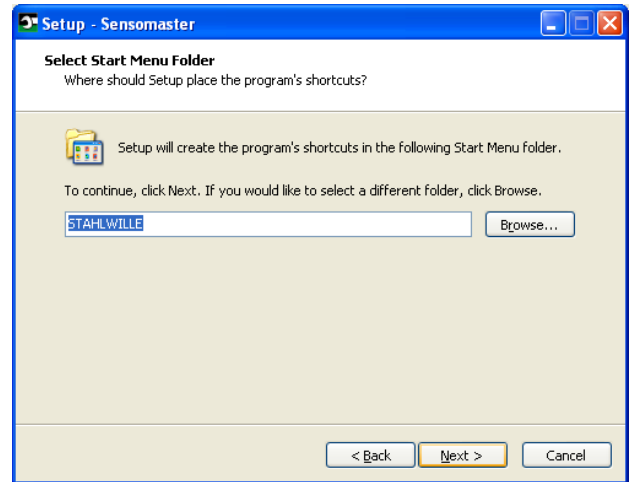 Setup - Sensomaster
Select Start Menu Folder
Where should Setup place the program's shortcuts?
Setup will create the program's shortcuts in the following Start Menu folder.
To continue, click Next. If you would like to select a different folder, click Browse.
STAHLWILLE
Browse...
< Back
Next >
Cancel